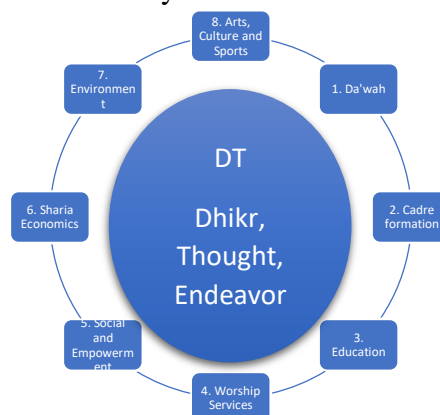 8. Arts,
Culture and
Sports
1. Da'wah
2. Cadre
formation
3.
Education
4. Worship
Services
5. Social
and
Empowerm
ent
6. Sharia
Economics
7.
Environmen
t
DT
Dhikr,
Thought,
Endeavor